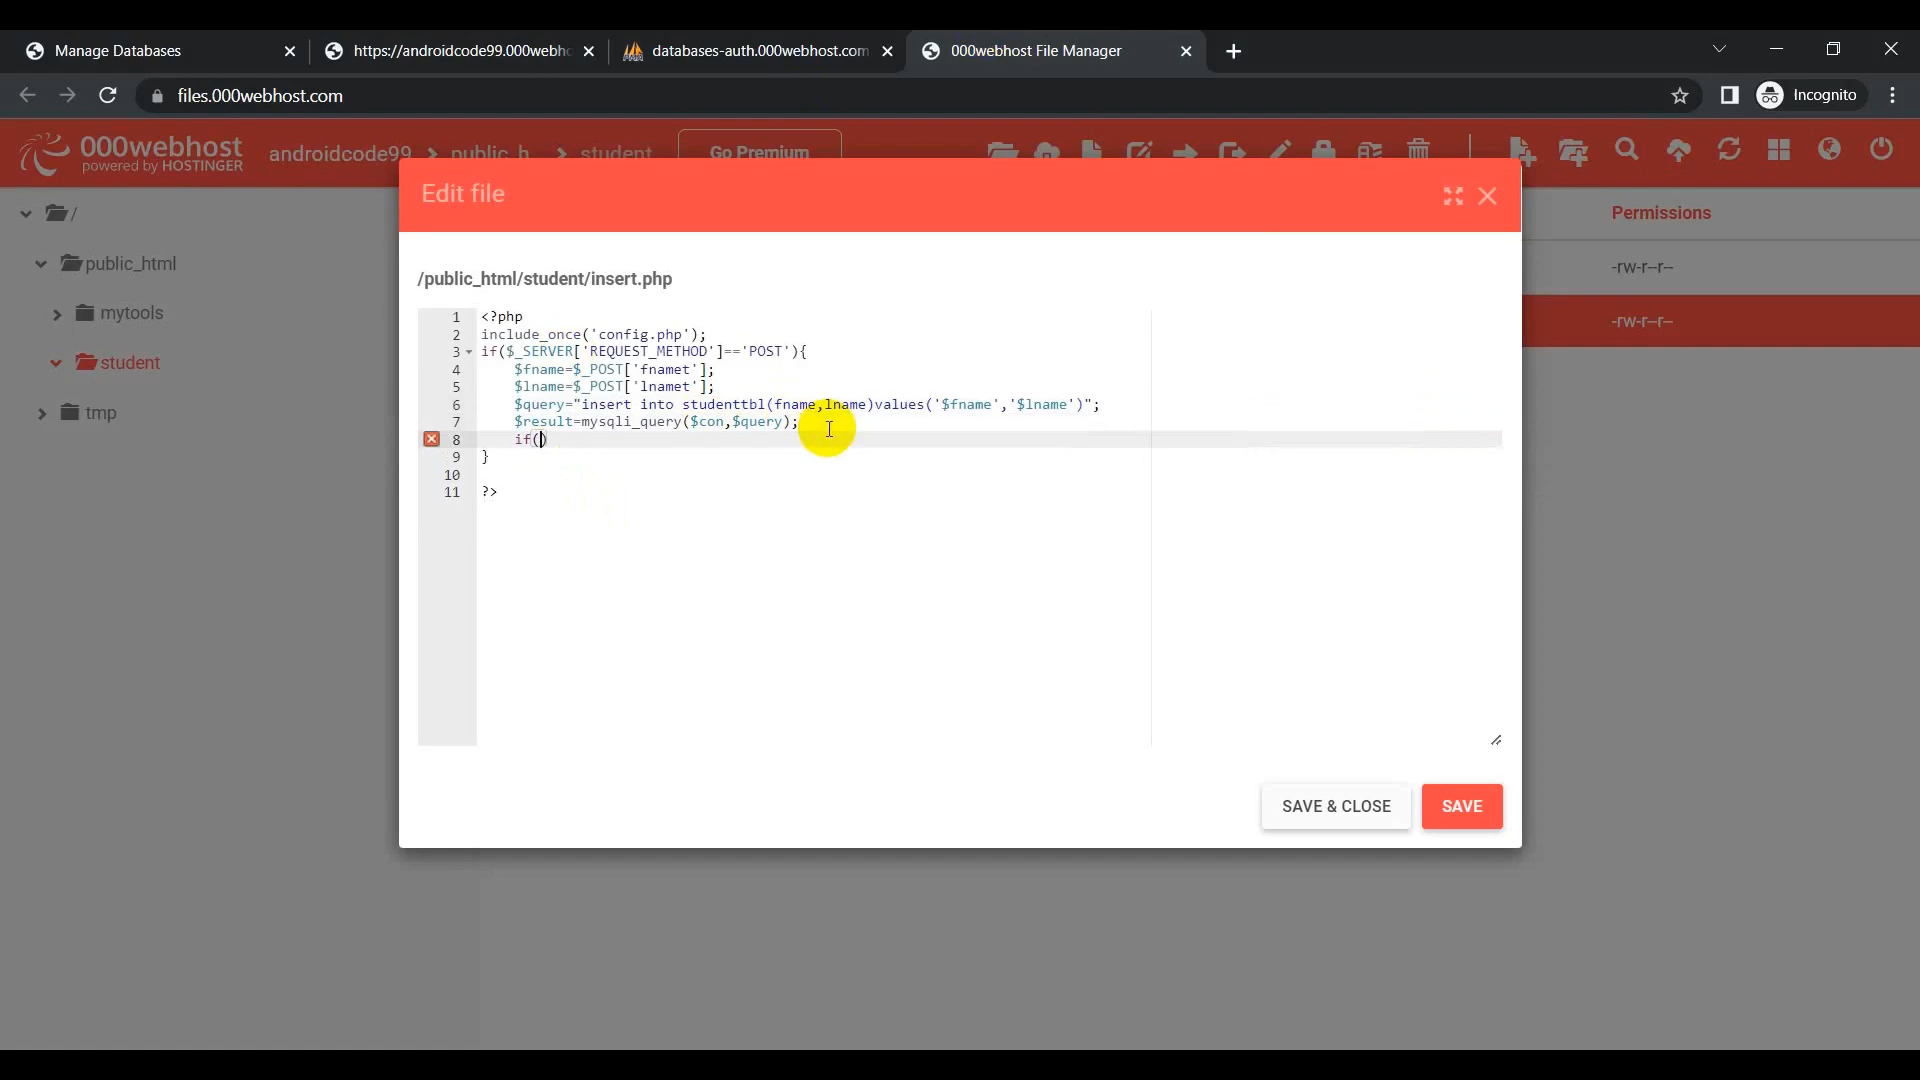 Manage Databases
https://androidcode99.000webho
databases-auth.000webhost.com
000webhost File Manager
files.000webhost.com
Incognito
000webhost
powered by HOSTINGER
androidcode99
public_h
student
Go Premium
Edit file
/
Permissions
public_html
-rw-r--r--
mytools
-rw-r--r--
student
tmp
/public_html/student/insert.php
1 <?php
2 include_once('config.php');
3 if($_SERVER['REQUEST_METHOD']=='POST'){
4 $fname=$_POST['fnamet'];
5 $lname=$_POST['lnamet'];
6 $query="insert into studenttbl(fname,lname)values('$fname','$lname')";
7 $result=mysqli_query($con,$query);
8 if()
9 }
10
11 ?>
SAVE & CLOSE
SAVE